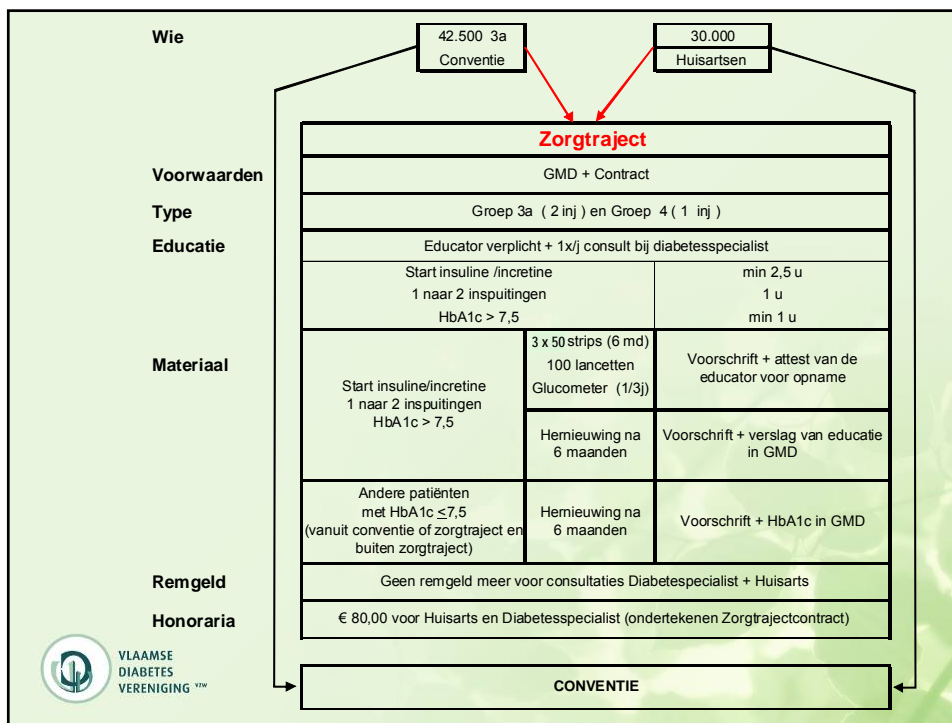 Wie
42.500 3a
Conventie
30.000
Huisartsen
Zorgtraject
Voorwaarden
GMD + Contract
Type
Groep 3a ( 2 inj ) en Groep 4 ( 1 inj )
Educatie
Educator verplicht + 1x/j consult bij diabetesspecialist
Start insuline /incretine
min 2,5 u
1 naar 2 inspuitingen
1 u
HbA1c > 7,5
min 1 u
Materiaal
Start insuline/incretine
1 naar 2 inspuitingen
HbA1c > 7,5
3 x 50 strips (6 md)
100 lancetten
Glucometer (1/3j)
Voorschrift + attest van de
educator voor opname
Hernieuwing na
6 maanden
Voorschrift + verslag van educatie
in GMD
Andere patiënten
met HbA1c ≤7,5
(vanuit conventie of zorgtraject en
buiten zorgtraject)
Hernieuwing na
6 maanden
Voorschrift + HbA1c in GMD
Remgeld
Geen remgeld meer voor consultaties Diabetespecialist + Huisarts
Honoraria
€ 80,00 voor Huisarts en Diabetesspecialist (ondertekenen Zorgtrajectcontract)
VLAAMSE
DIABETES
VERENIGING VZW
CONVENTIE